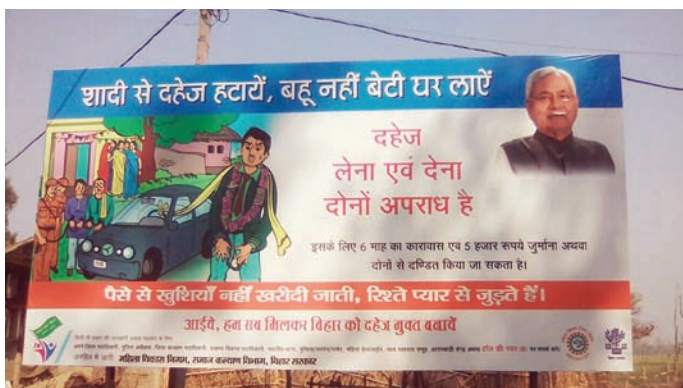 शादी से दहेज हटायें, बहू नहीं बेटी घर लाऐं
दहेज
लेना एवं देना
दोनों अपराध है
इसके लिए 6 माह का कारावास एवं 5 हजार रूपये जुर्माना अथवा
दोनों से दण्डित किया जा सकता है।
पैसे से खुशियाँ नहीं खरीदी जाती, रिश्ते प्यार से जुड़ते हैं।
आईये, हम सब मिलकर बिहार को दहेज मुक्त बनायें
महिला विकास निगम, समाज कल्याण विभाग, बिहार सरकार